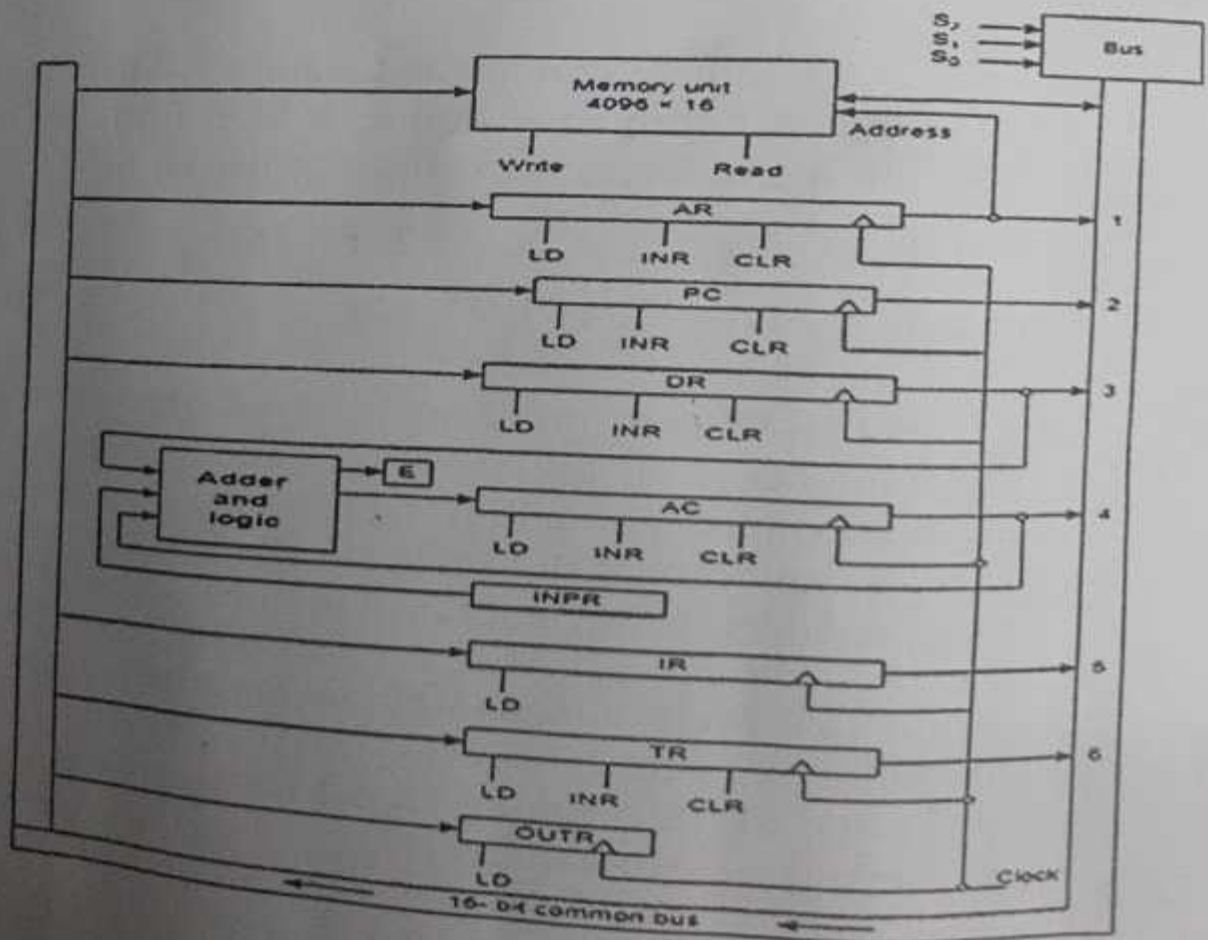 S₂
S₁
S₀
Bus
Memory unit
4096 × 16
Address
Write Read
AR
1
LD INR CLR
PC
2
LD INR CLR
DR
3
LD INR CLR
Adder
and
logic
E
AC
4
LD INR CLR
INPR
IR
5
LD
TR
6
LD INR CLR
OUTR
LD
Clock
16-bit common bus